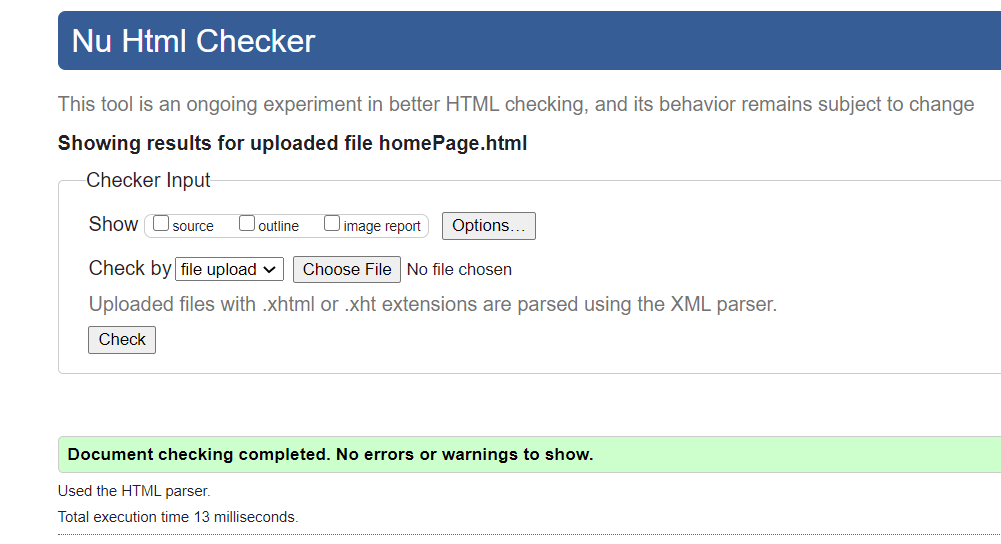 Nu Html Checker
This tool is an ongoing experiment in better HTML checking, and its behavior remains subject to change
Showing results for uploaded file homePage.html
Checker Input
Show source outline image report Options...
Check by file upload Choose File No file chosen
Uploaded files with .xhtml or .xht extensions are parsed using the XML parser.
Check
Document checking completed. No errors or warnings to show.
Used the HTML parser.
Total execution time 13 milliseconds.